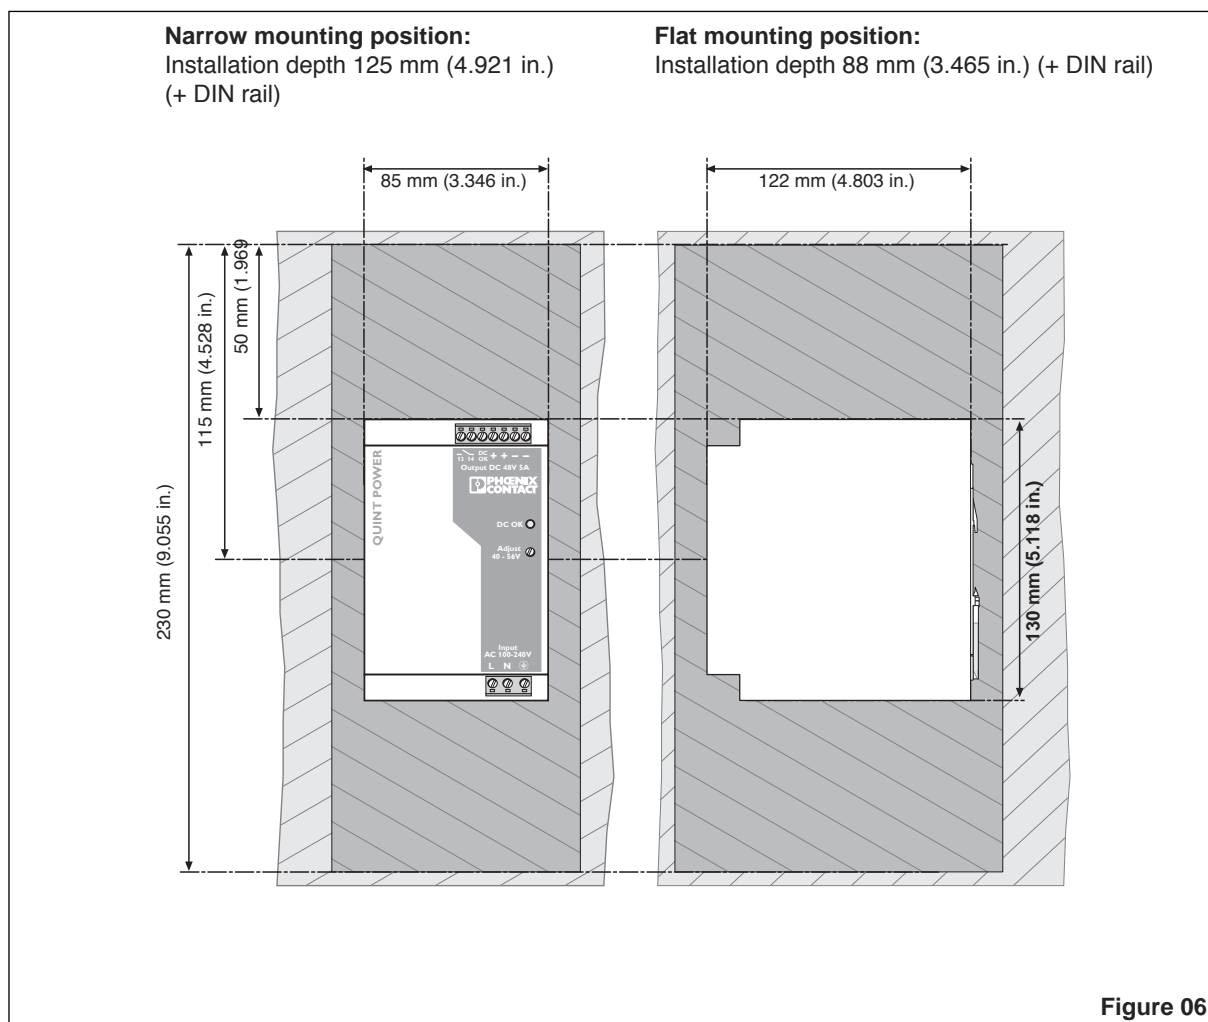 Narrow mounting position:
Installation depth 125 mm (4.921 in.)
(+ DIN rail)
Flat mounting position:
Installation depth 88 mm (3.465 in.) (+ DIN rail)
85 mm (3.346 in.)
122 mm (4.803 in.)
230 mm (9.055 in.)
115 mm (4.528 in.)
50 mm (1.969
130 mm (5.118 in.)
QUINT POWER
13 14 DC OK + + − −
Output DC 48V 5A
PHŒNIX
CONTACT
DC OK
Adjust
40 - 56V
Input
AC 100-240V
L N
Figure 06